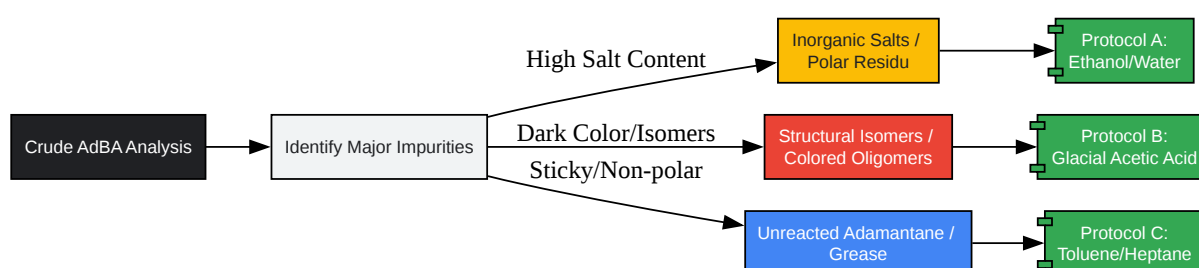 Crude AdBA Analysis
Identify Major Impurities
High Salt Content
Dark Color/Isomers
Sticky/Non-polar
Inorganic Salts /
Polar Residu
Structural Isomers /
Colored Oligomers
Unreacted Adamantane /
Grease
Protocol A:
Ethanol/Water
Protocol B:
Glacial Acetic Acid
Protocol C:
Toluene/Heptane